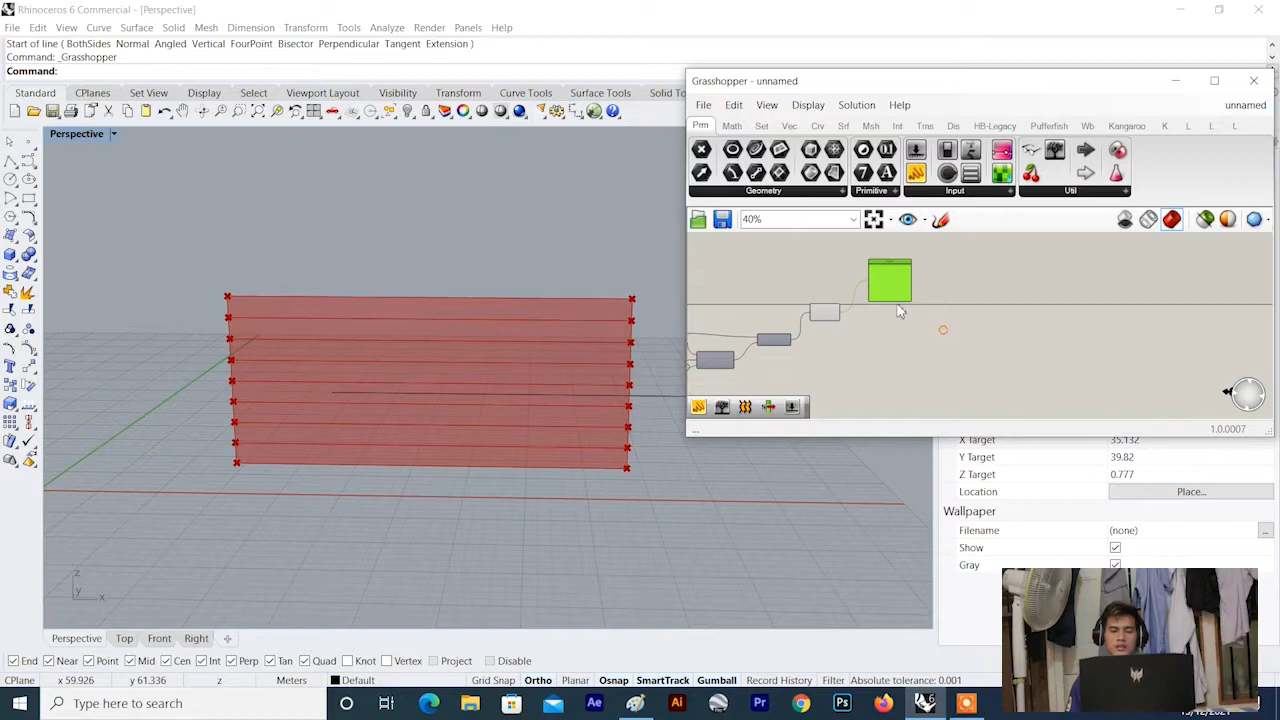 Rhinoceros 6 Commercial - [Perspective]
File Edit View Curve Surface Solid Mesh Dimension Transform Tools Analyze Render Panels Help
Start of line ( BothSides Normal Angled Vertical FourPoint Bisector Perpendicular Tangent Extension )
Command: _Grasshopper
Command:
Standard CPlanes Set View Display Select Viewport Layout Visibility Transform Curve Tools Surface Tools
Perspective
Grasshopper - unnamed
File Edit View Display Solution Help unnamed
Prm Math Set Vec Crv Srf Msh Int Trns Dis HB-Legacy Pufferfish Wb Kangaroo K L L L
Geometry Primitive Input Util
40%
...
1.0.0007
X Target 35.132
Y Target 39.82
Z Target 0.777
Location Place...
Wallpaper
Filename (none) ...
Show
Gray
z
y
x
Perspective Top Front Right
End Near Point Mid Cen Int Perp Tan Quad Knot Vertex Project Disable
CPlane x 59.926 y 61.336 z Meters Default Grid Snap Ortho Planar Osnap SmartTrack Gumball Record History Filter Absolute tolerance: 0.001
Type here to search
Ae Ai Pr Ps 6